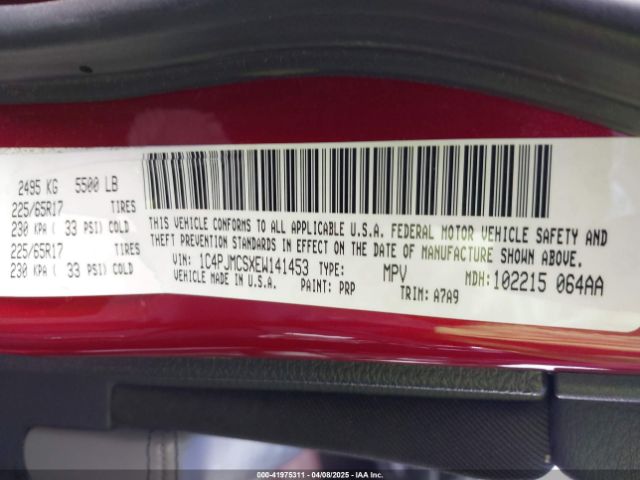 2495 KG 5500 LB
225/65R17 TIRES
230 KPA ( 33 PSI) COLD
225/65R17 TIRES
230 KPA ( 33 PSI) COLD
THIS VEHICLE CONFORMS TO ALL APPLICABLE U.S.A. FEDERAL MOTOR VEHICLE SAFETY AND
THEFT PREVENTION STANDARDS IN EFFECT ON THE DATE OF MANUFACTURE SHOWN ABOVE.
VIN: 1C4PJMCSXEW141453 TYPE: MPV MDH:102215 064AA
VEHICLE MADE IN U.S.A. PAINT: PRP TRIM: A7A9
000-41975311 - 04/08/2025 - IAA Inc.